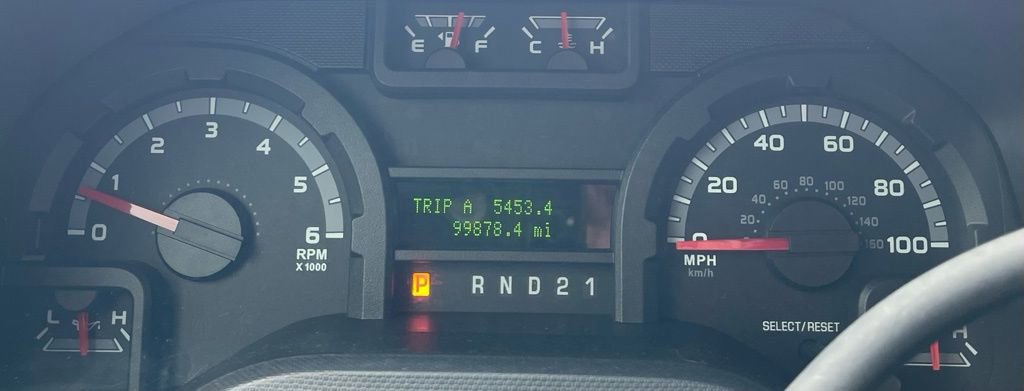 E F
C H
0 1 2 3 4 5 6
RPM
X 1000
TRIP A 5453.4
99878.4 mi
P R N D 2 1
0 20 40 60 80 100
20 40 60 80 100 120 140 160
MPH
km/h
SELECT/RESET
L H
H